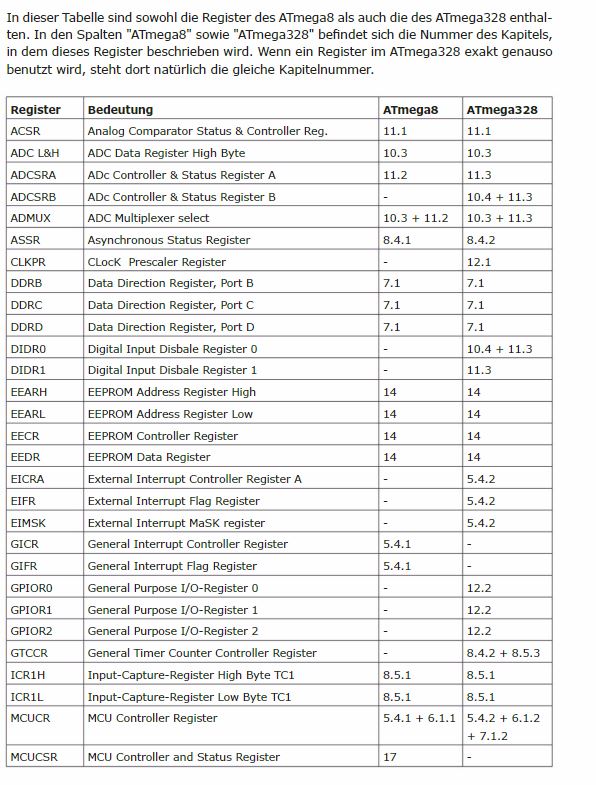 In dieser Tabelle sind sowohl die Register des ATmega8 als auch die des ATmega328 enthal-
ten. In den Spalten "ATmega8" sowie "ATmega328" befindet sich die Nummer des Kapitels,
in dem dieses Register beschrieben wird. Wenn ein Register im ATmega328 exakt genauso
benutzt wird, steht dort natürlich die gleiche Kapitelnummer.
Register Bedeutung ATmega8 ATmega328
ACSR Analog Comparator Status & Controller Reg. 11.1 11.1
ADC L&H ADC Data Register High Byte 10.3 10.3
ADCSRA ADc Controller & Status Register A 11.2 11.3
ADCSRB ADc Controller & Status Register B - 10.4 + 11.3
ADMUX ADC Multiplexer select 10.3 + 11.2 10.3 + 11.3
ASSR Asynchronous Status Register 8.4.1 8.4.2
CLKPR CLocK Prescaler Register - 12.1
DDRB Data Direction Register, Port B 7.1 7.1
DDRC Data Direction Register, Port C 7.1 7.1
DDRD Data Direction Register, Port D 7.1 7.1
DIDR0 Digital Input Disbale Register 0 - 10.4 + 11.3
DIDR1 Digital Input Disbale Register 1 - 11.3
EEARH EEPROM Address Register High 14 14
EEARL EEPROM Address Register Low 14 14
EECR EEPROM Controller Register 14 14
EEDR EEPROM Data Register 14 14
EICRA External Interrupt Controller Register A - 5.4.2
EIFR External Interrupt Flag Register - 5.4.2
EIMSK External Interrupt MaSK register - 5.4.2
GICR General Interrupt Controller Register 5.4.1 -
GIFR General Interrupt Flag Register 5.4.1 -
GPIOR0 General Purpose I/O-Register 0 - 12.2
GPIOR1 General Purpose I/O-Register 1 - 12.2
GPIOR2 General Purpose I/O-Register 2 - 12.2
GTCCR General Timer Counter Controller Register - 8.4.2 + 8.5.3
ICR1H Input-Capture-Register High Byte TC1 8.5.1 8.5.1
ICR1L Input-Capture-Register Low Byte TC1 8.5.1 8.5.1
MCUCR MCU Controller Register 5.4.1 + 6.1.1 5.4.2 + 6.1.2
+ 7.1.2
MCUCSR MCU Controller and Status Register 17 -